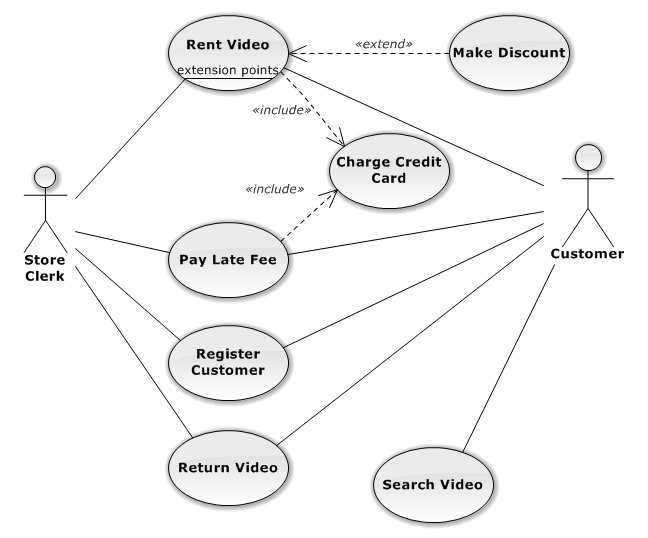 Rent Video
extension points
«extend»
Make Discount
«include»
Charge Credit
Card
«include»
Store
Clerk
Pay Late Fee
Customer
Register
Customer
Return Video
Search Video